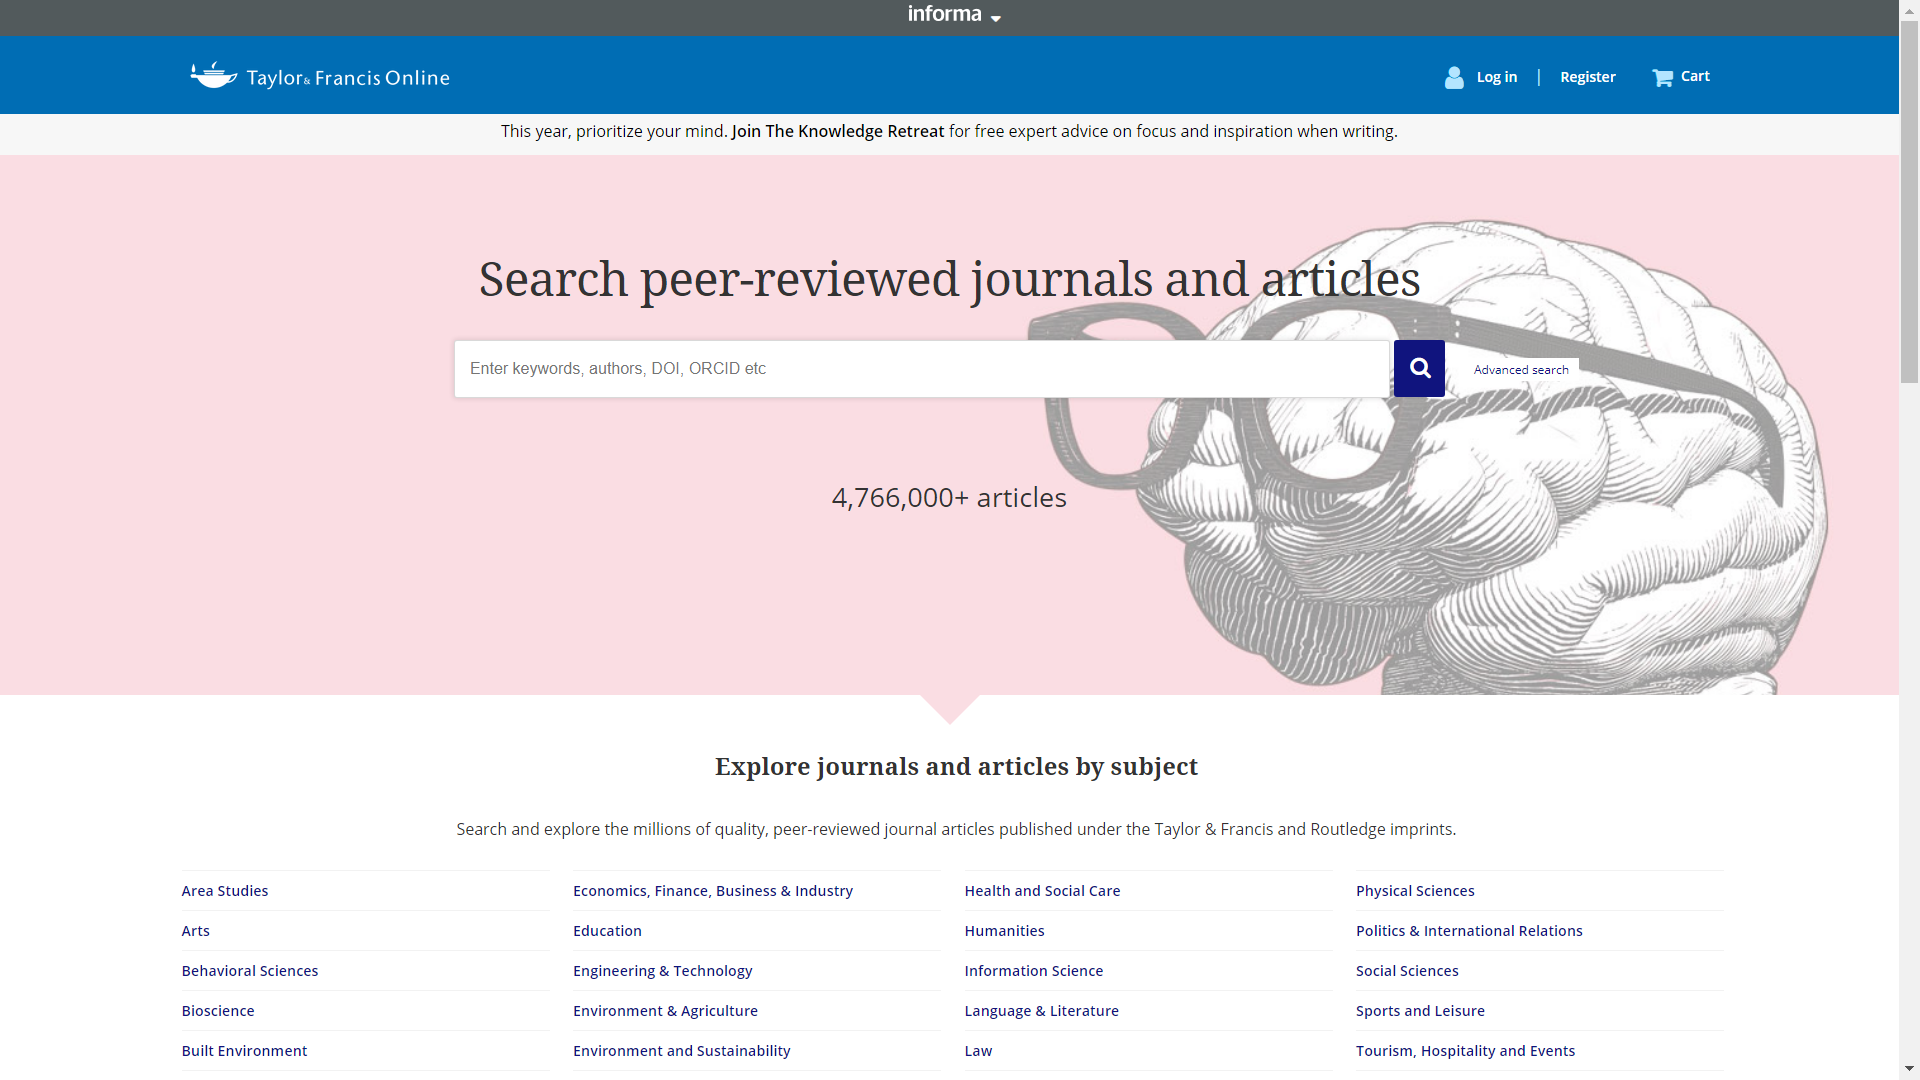 informa
Taylor & Francis Online
Log in
Register
Cart
This year, prioritize your mind. Join The Knowledge Retreat for free expert advice on focus and inspiration when writing.
Search peer-reviewed journals and articles
Enter keywords, authors, DOI, ORCID etc
Advanced search
4,766,000+ articles
Explore journals and articles by subject
Search and explore the millions of quality, peer-reviewed journal articles published under the Taylor & Francis and Routledge imprints.
Area Studies
Arts
Behavioral Sciences
Bioscience
Built Environment
Economics, Finance, Business & Industry
Education
Engineering & Technology
Environment & Agriculture
Environment and Sustainability
Health and Social Care
Humanities
Information Science
Language & Literature
Law
Physical Sciences
Politics & International Relations
Social Sciences
Sports and Leisure
Tourism, Hospitality and Events